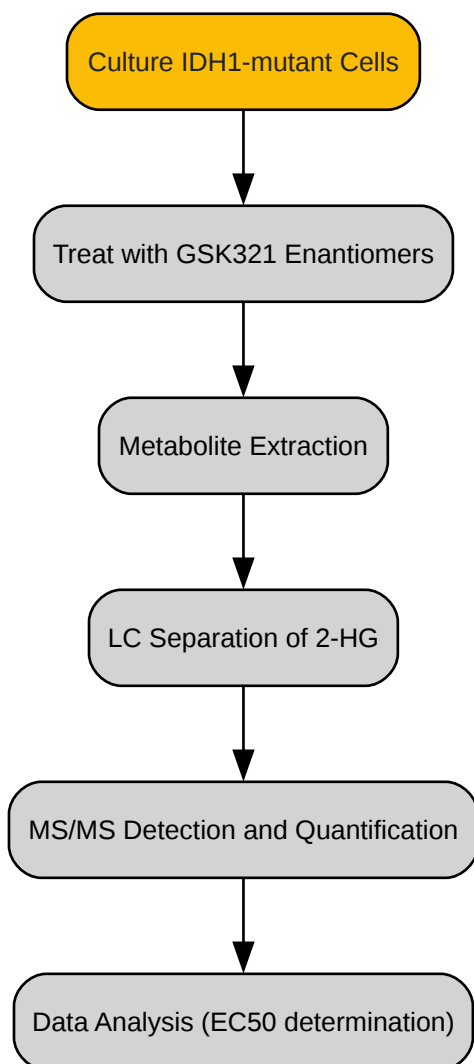 Culture IDH1-mutant Cells
Treat with GSK321 Enantiomers
Metabolite Extraction
LC Separation of 2-HG
MS/MS Detection and Quantification
Data Analysis (EC50 determination)